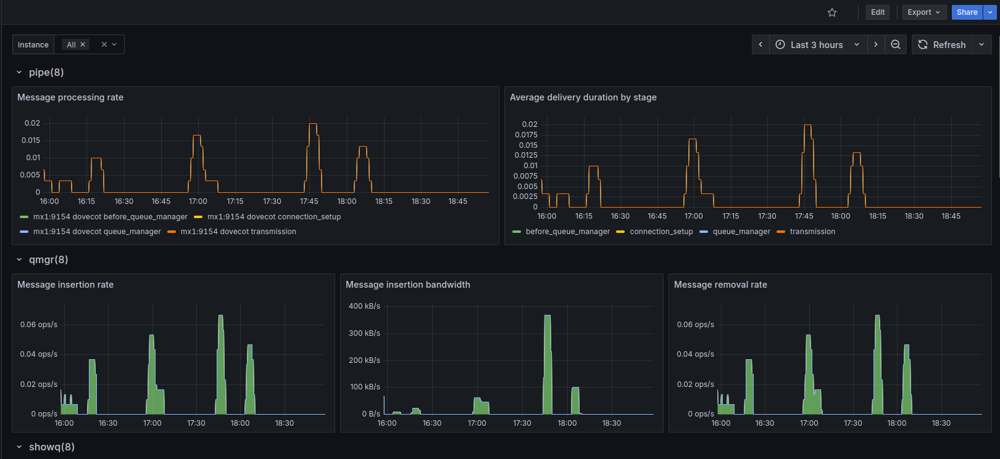 Edit Export Share
instance All Last 3 hours Refresh
pipe(8)
Message processing rate
0.02
0.015
0.01
0.005
0
16:00 16:15 16:30 16:45 17:00 17:15 17:30 17:45 18:00 18:15 18:30 18:45
mx1:9154 dovecot before_queue_manager mx1:9154 dovecot connection_setup
mx1:9154 dovecot queue_manager mx1:9154 dovecot transmission
Average delivery duration by stage
0.02
0.0175
0.015
0.0125
0.01
0.0075
0.005
0.0025
0
16:00 16:15 16:30 16:45 17:00 17:15 17:30 17:45 18:00 18:15 18:30 18:45
before_queue_manager connection_setup queue_manager transmission
qmgr(8)
Message insertion rate
0.06 ops/s
0.04 ops/s
0.02 ops/s
0 ops/s
16:00 16:30 17:00 17:30 18:00 18:30
Message insertion bandwidth
400 kB/s
300 kB/s
200 kB/s
100 kB/s
0 B/s
16:00 16:30 17:00 17:30 18:00 18:30
Message removal rate
0.06 ops/s
0.04 ops/s
0.02 ops/s
0 ops/s
16:00 16:30 17:00 17:30 18:00 18:30
showq(8)